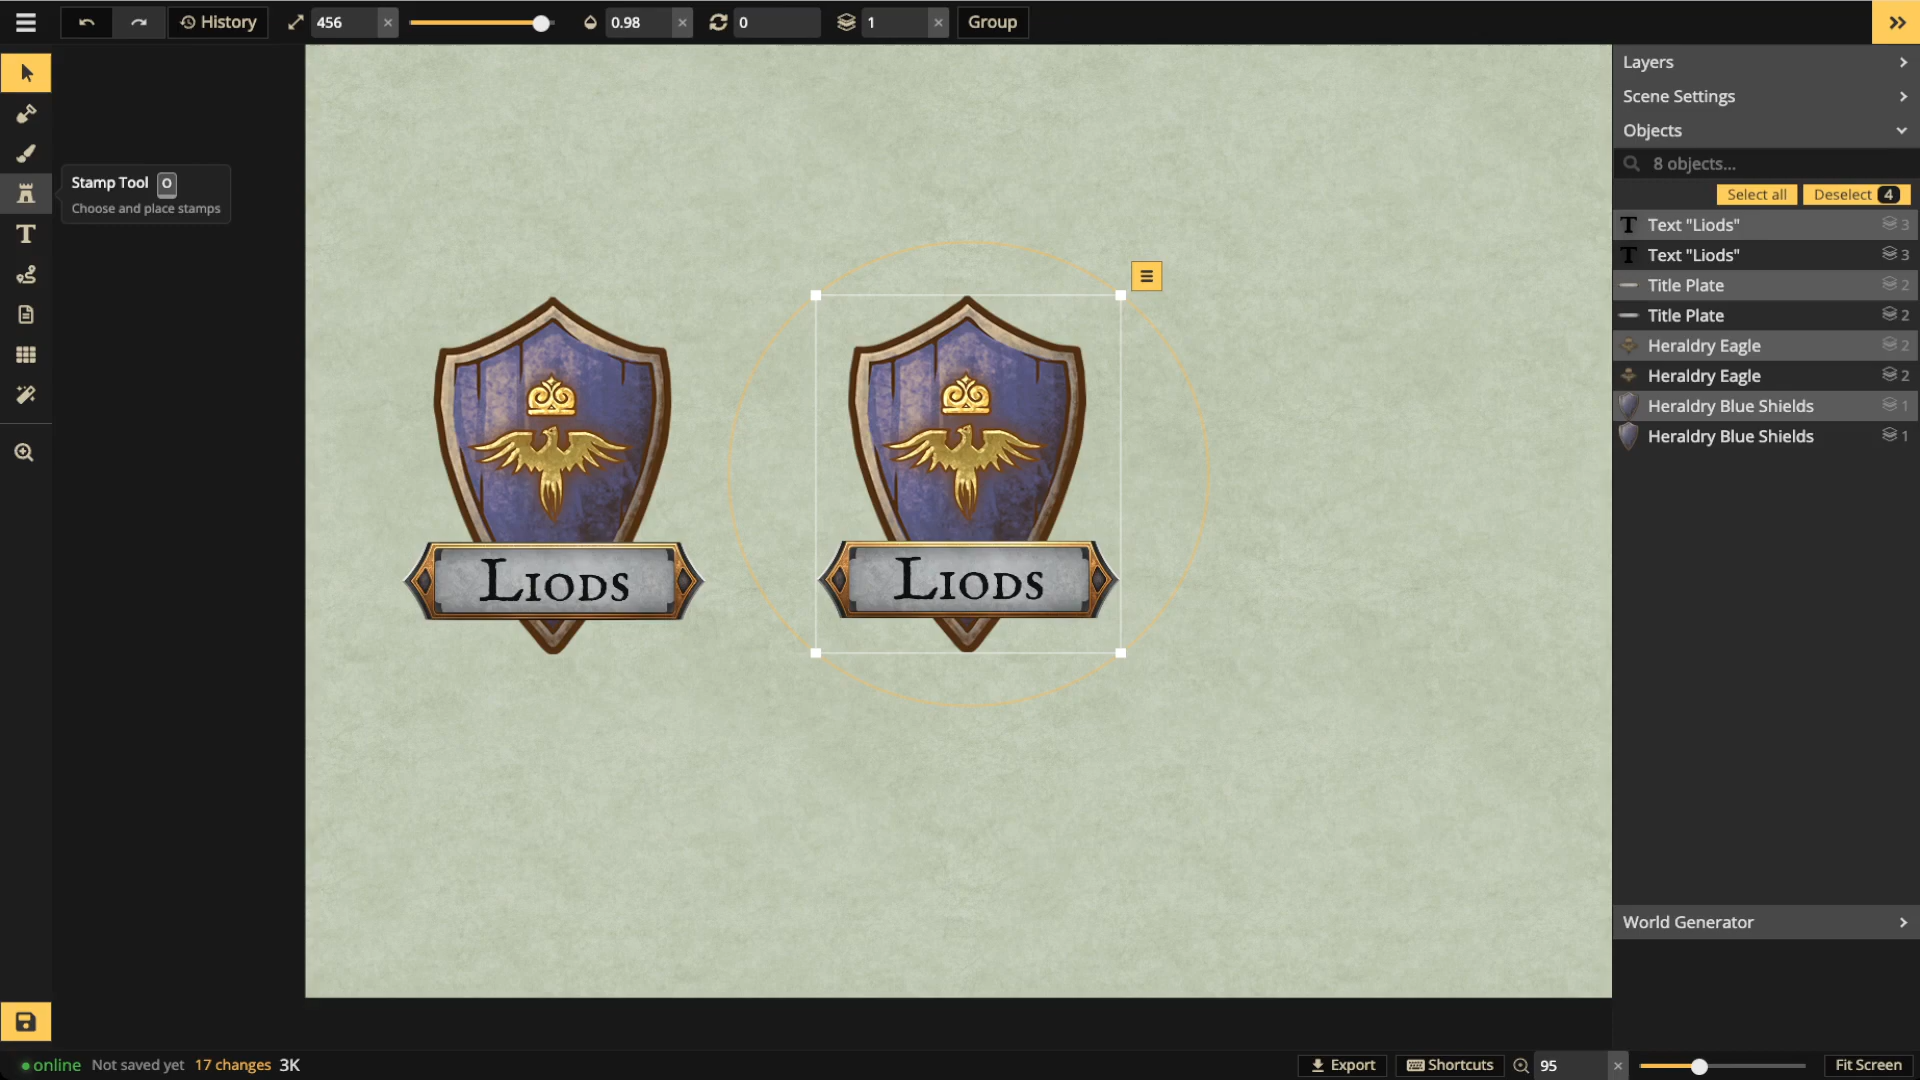 History
456
0.98
0
1
Group
Layers
Scene Settings
Objects
8 objects...
Select all
Deselect 4
Stamp Tool O
Choose and place stamps
Text "Liods" 3
Text "Liods" 3
Title Plate 2
Title Plate 2
Heraldry Eagle 2
Heraldry Eagle 2
Heraldry Blue Shields 1
Heraldry Blue Shields 1
Liods
Liods
World Generator
online Not saved yet 17 changes 3K
Export
Shortcuts
95
Fit Screen